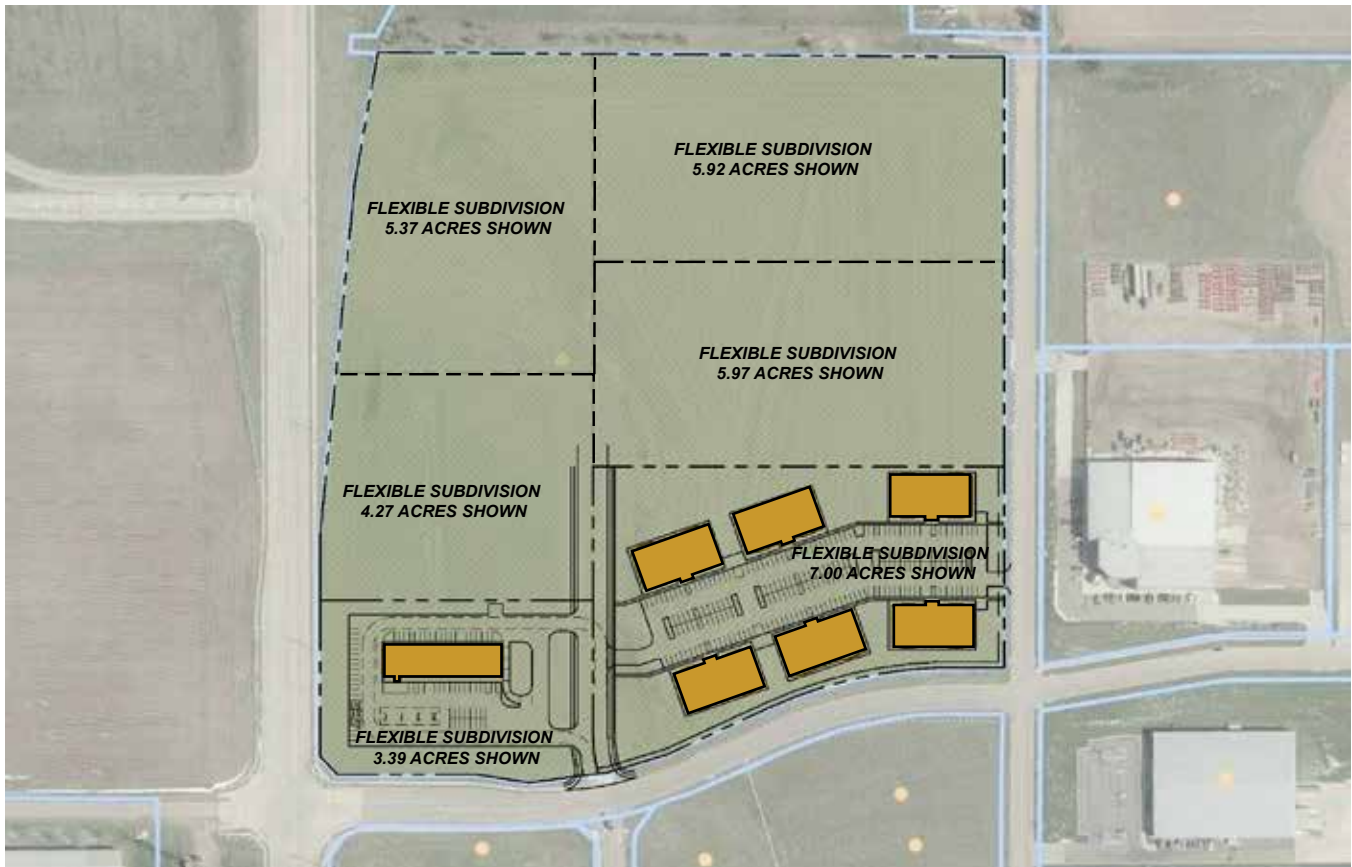 FLEXIBLE SUBDIVISION
5.92 ACRES SHOWN
FLEXIBLE SUBDIVISION
5.37 ACRES SHOWN
FLEXIBLE SUBDIVISION
5.97 ACRES SHOWN
FLEXIBLE SUBDIVISION
4.27 ACRES SHOWN
FLEXIBLE SUBDIVISION
7.00 ACRES SHOWN
FLEXIBLE SUBDIVISION
3.39 ACRES SHOWN